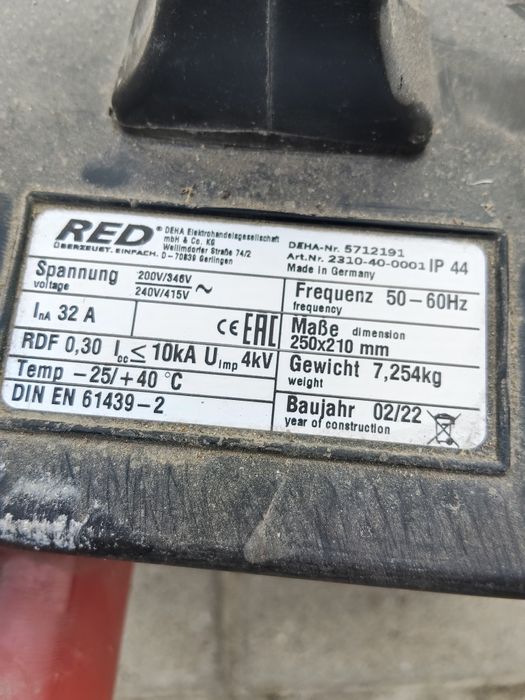 RED
ÜBERZEUGT. EINFACH.
DEHA Elektrohandelsgesellschaft
mbH & Co. KG
Weilimdorfer Straße 74/2
D-70839 Gerlingen
DEHA-Nr. 5712191
Art.Nr. 2310-40-0001 IP 44
Made in Germany
Spannung 200V/346V
voltage 240V/415V ~
InA 32 A
CE EAC
RDF 0,30 Icc ≤ 10kA Uimp 4kV
Temp -25/+40 °C
DIN EN 61439-2
Frequenz 50-60Hz
frequency
Maße dimension
250x210 mm
Gewicht 7,254kg
weight
Baujahr 02/22
year of construction